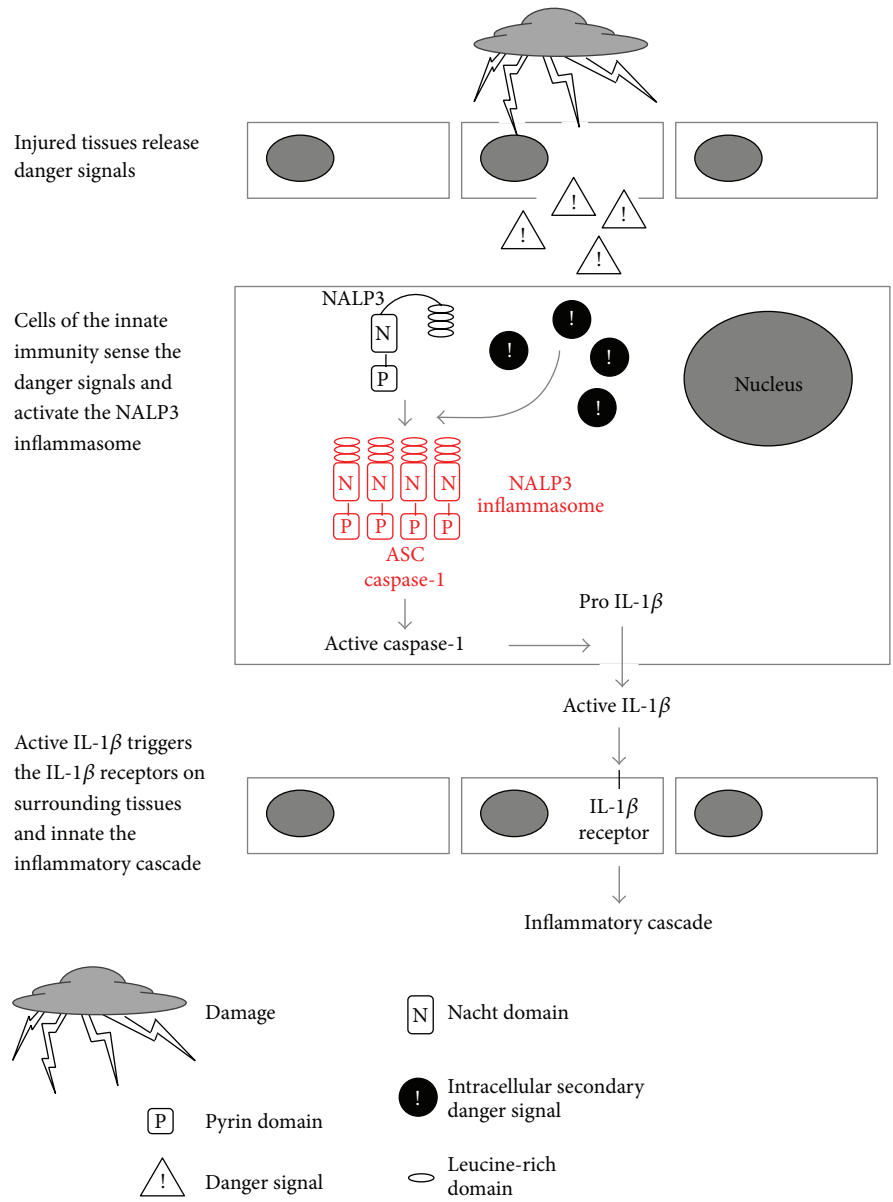 Injured tissues release
danger signals
!
!
!
!
Cells of the innate
immunity sense the
danger signals and
activate the NALP3
inflammasome
NALP3
N
P
!
!
!
!
Nucleus
N N N N
P P P P
NALP3
inflammasome
ASC
caspase-1
Pro IL-1β
Active caspase-1
Active IL-1β
Active IL-1β triggers
the IL-1β receptors on
surrounding tissues
and innate the
inflammatory cascade
IL-1β
receptor
Inflammatory cascade
Damage
N Nacht domain
! Intracellular secondary
danger signal
P Pyrin domain
! Danger signal
Leucine-rich
domain